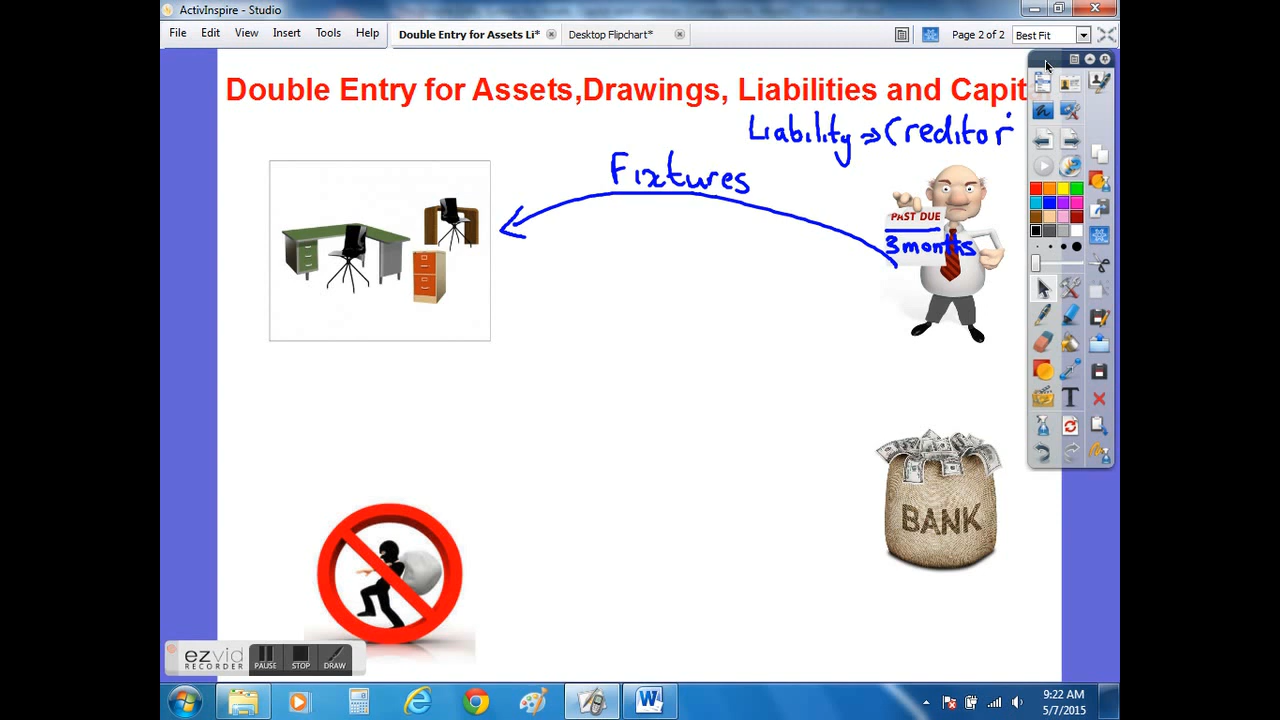 ActivInspire - Studio
File Edit View Insert Tools Help
Double Entry for Assets Li*
Desktop Flipchart*
Page 2 of 2
Best Fit
Double Entry for Assets,Drawings, Liabilities and Capit
Liability => Creditor
Fixtures
PAST DUE
3 months
BANK
ezvid
RECORDER
PAUSE STOP DRAW
9:22 AM
5/7/2015